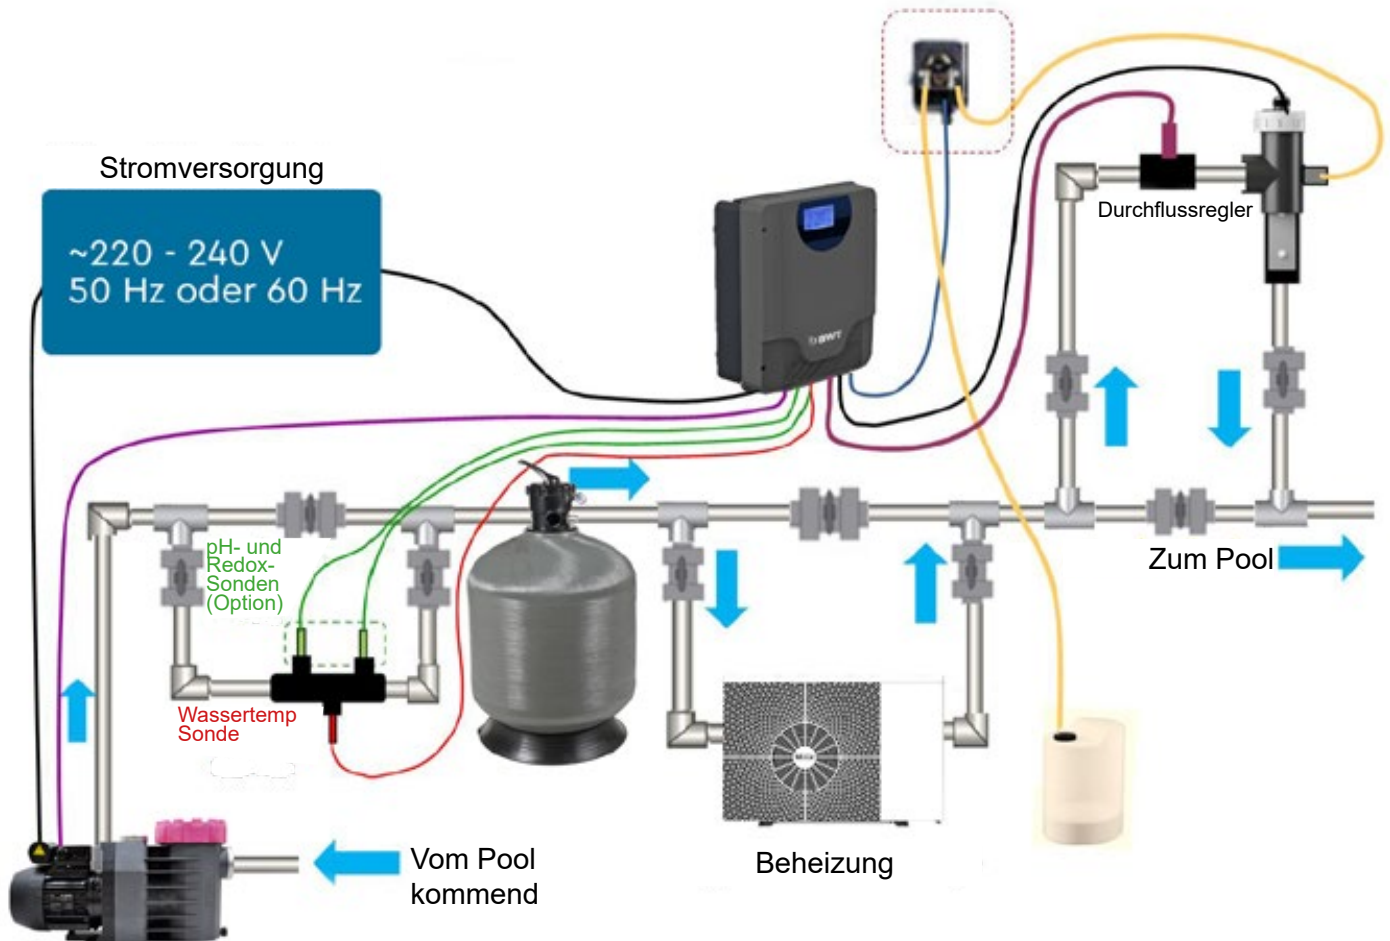 Stromversorgung
~220 - 240 V
50 Hz oder 60 Hz
BWT
Durchflussregler
pH- und
Redox-
Sonden
(Option)
Zum Pool
Wassertemp
Sonde
Vom Pool
kommend
Beheizung